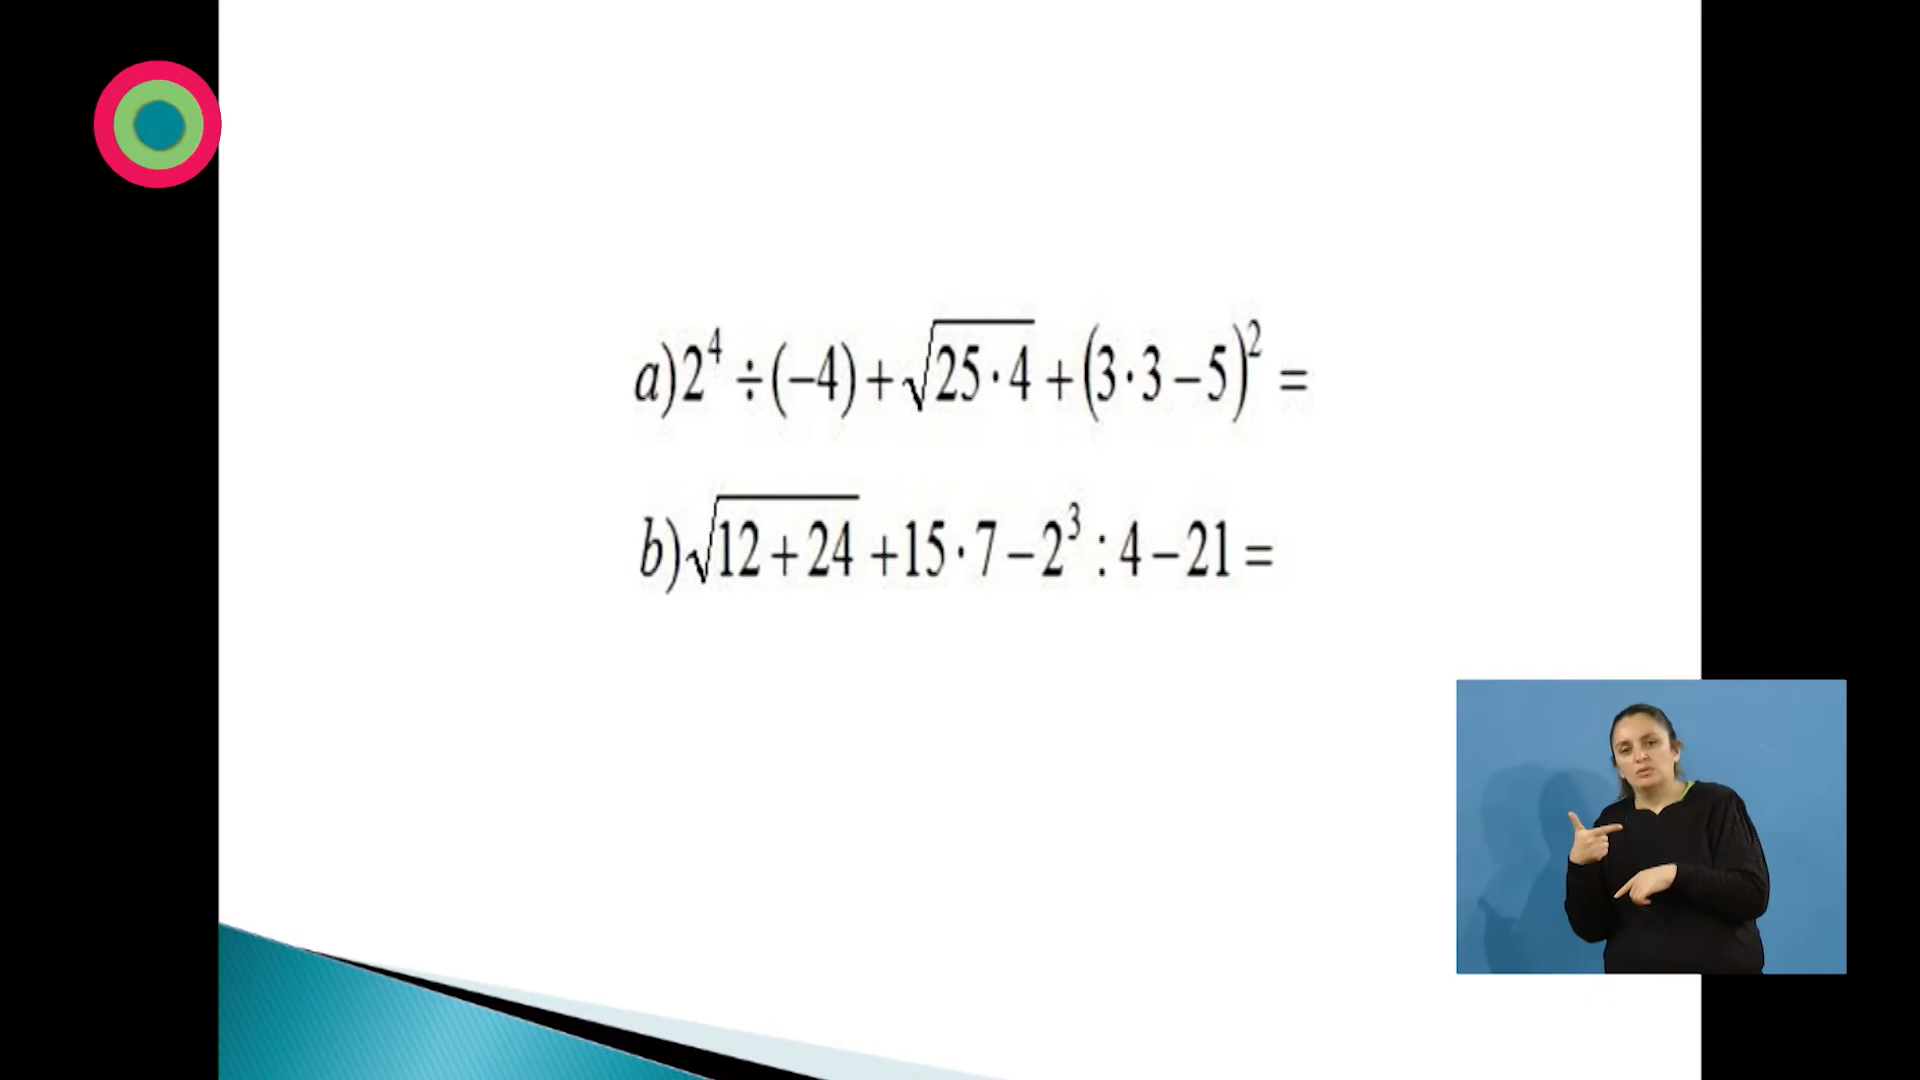 a) 2⁴ ÷ (−4) + √25·4 + (3·3−5)² =
b) √12+24 + 15·7 − 2³ : 4 − 21 =